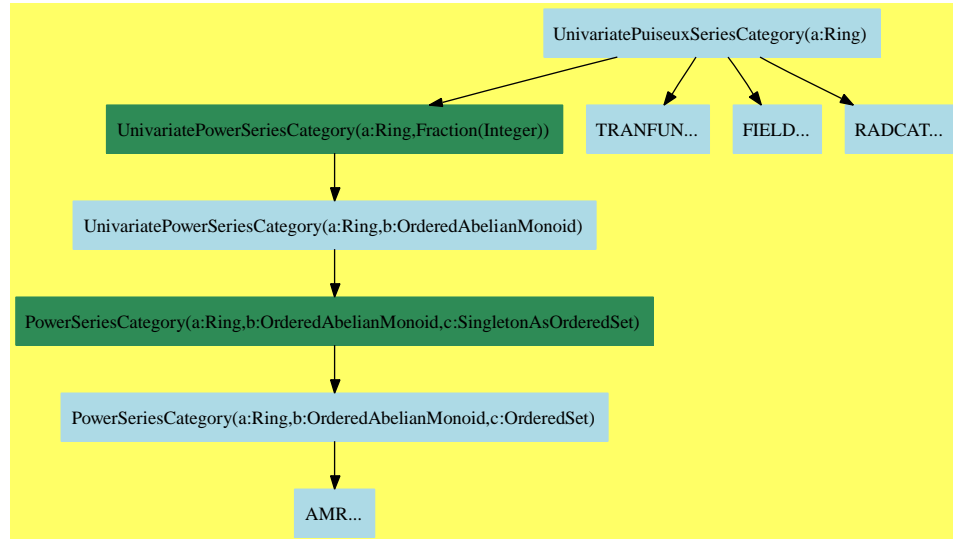 UnivariatePuiseuxSeriesCategory(a:Ring)
UnivariatePowerSeriesCategory(a:Ring,Fraction(Integer))
TRANFUN...
FIELD...
RADCAT...
UnivariatePowerSeriesCategory(a:Ring,b:OrderedAbelianMonoid)
PowerSeriesCategory(a:Ring,b:OrderedAbelianMonoid,c:SingletonAsOrderedSet)
PowerSeriesCategory(a:Ring,b:OrderedAbelianMonoid,c:OrderedSet)
AMR...